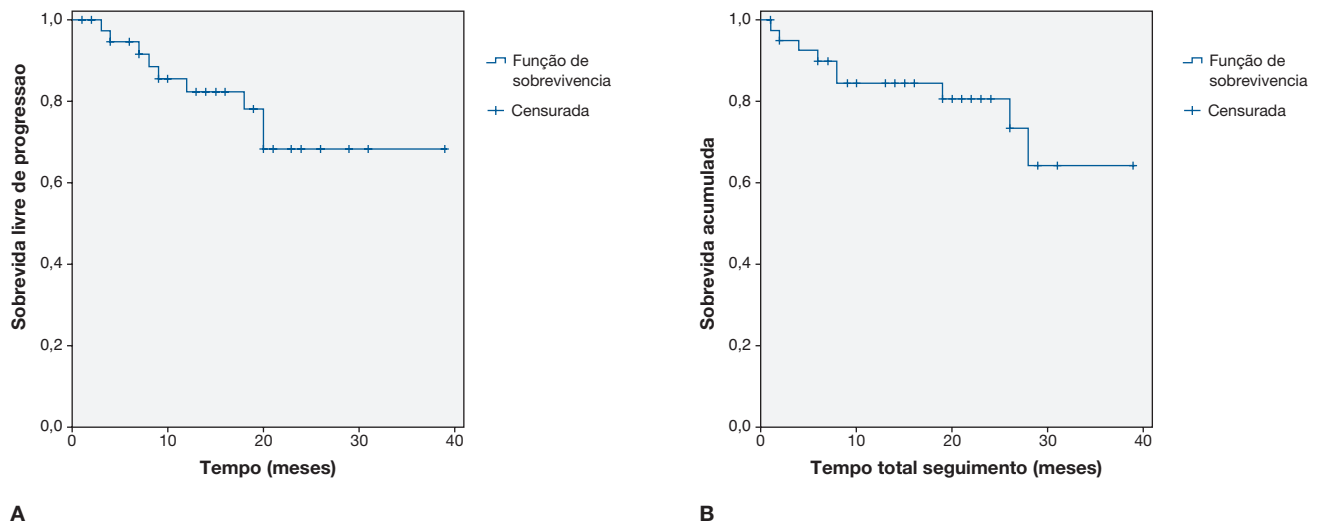 1,0
0,8
0,6
0,4
0,2
0,0
0
10
20
30
40
Sobrevida livre de progressao
Tempo (meses)
Função de
sobrevivencia
Censurada
A
1,0
0,8
0,6
0,4
0,2
0,0
0
10
20
30
40
Sobrevida acumulada
Tempo total seguimento (meses)
Função de
sobrevivencia
Censurada
B